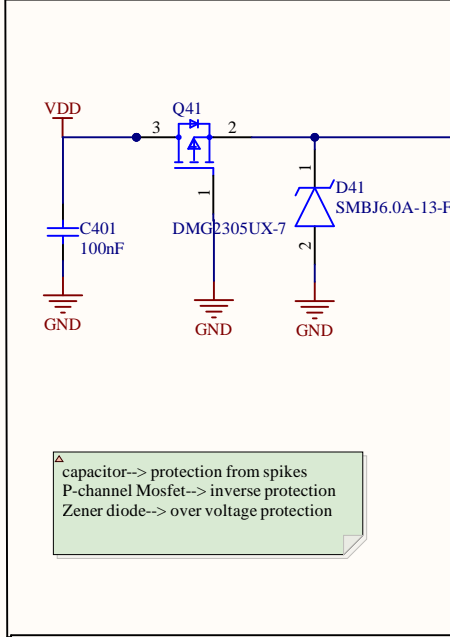 VDD
Q41
3
2
1
1
D41
SMBJ6.0A-13-F
C401
100nF
DMG2305UX-7
2
GND
GND
GND
capacitor--> protection from spikes
P-channel Mosfet--> inverse protection
Zener diode--> over voltage protection